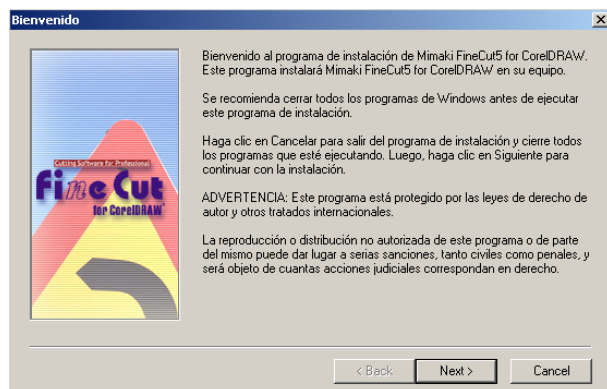 Bienvenido
Bienvenido al programa de instalación de Mimaki FineCut5 for CorelDRAW.
Este programa instalará Mimaki FineCut5 for CorelDRAW en su equipo.
Se recomienda cerrar todos los programas de Windows antes de ejecutar
este programa de instalación.
Haga clic en Cancelar para salir del programa de instalación y cierre todos
los programas que esté ejecutando. Luego, haga clic en Siguiente para
continuar con la instalación.
ADVERTENCIA: Este programa está protegido por las leyes de derecho de
autor y otros tratados internacionales.
La reproducción o distribución no autorizada de este programa o de parte
del mismo puede dar lugar a serias sanciones, tanto civiles como penales, y
será objeto de cuantas acciones judiciales correspondan en derecho.
Cutting Software for Professional
Fine Cut
for CorelDRAW
< Back
Next >
Cancel